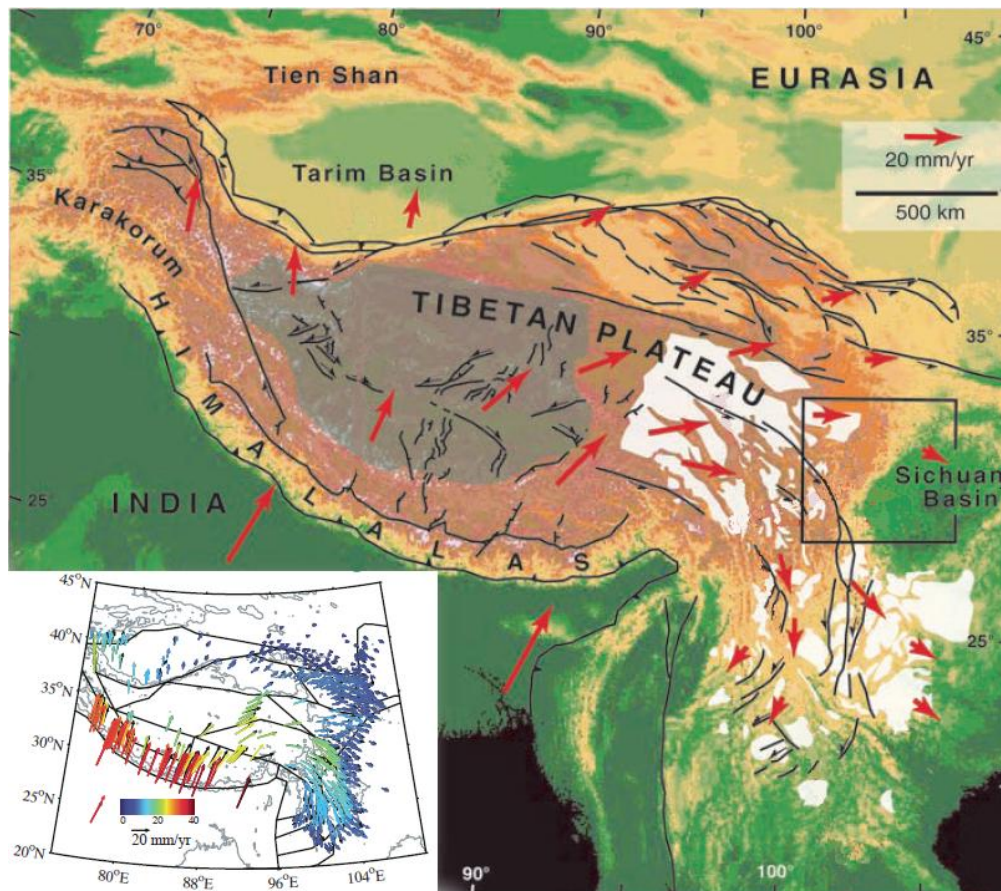 70°
80°
90°
100°
45°
Tien Shan
EURASIA
20 mm/yr
500 km
Tarim Basin
35°
Karakorum
TIBETAN PLATEAU
35°
HIMALALAS
25°
INDIA
Sichuan
Basin
25°
90°
100°
45°N
40°N
35°N
30°N
25°N
20°N
0 20 40
20 mm/yr
80°E
88°E
96°E
104°E